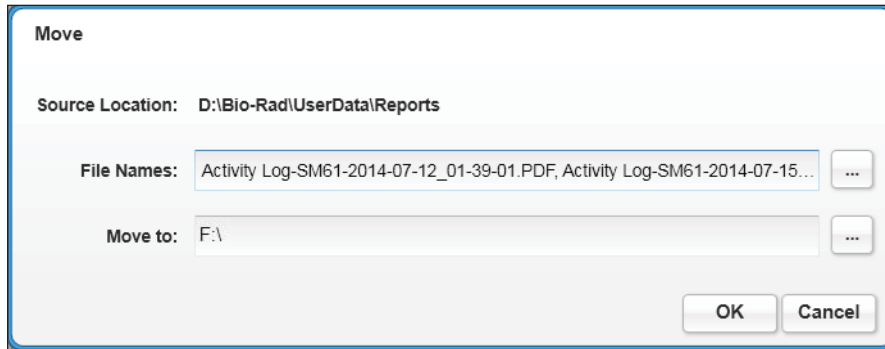 Move
Source Location: D:\Bio-Rad\UserData\Reports
File Names: Activity Log-SM61-2014-07-12_01-39-01.PDF, Activity Log-SM61-2014-07-15... ...
Move to: F:\ ...
OK Cancel